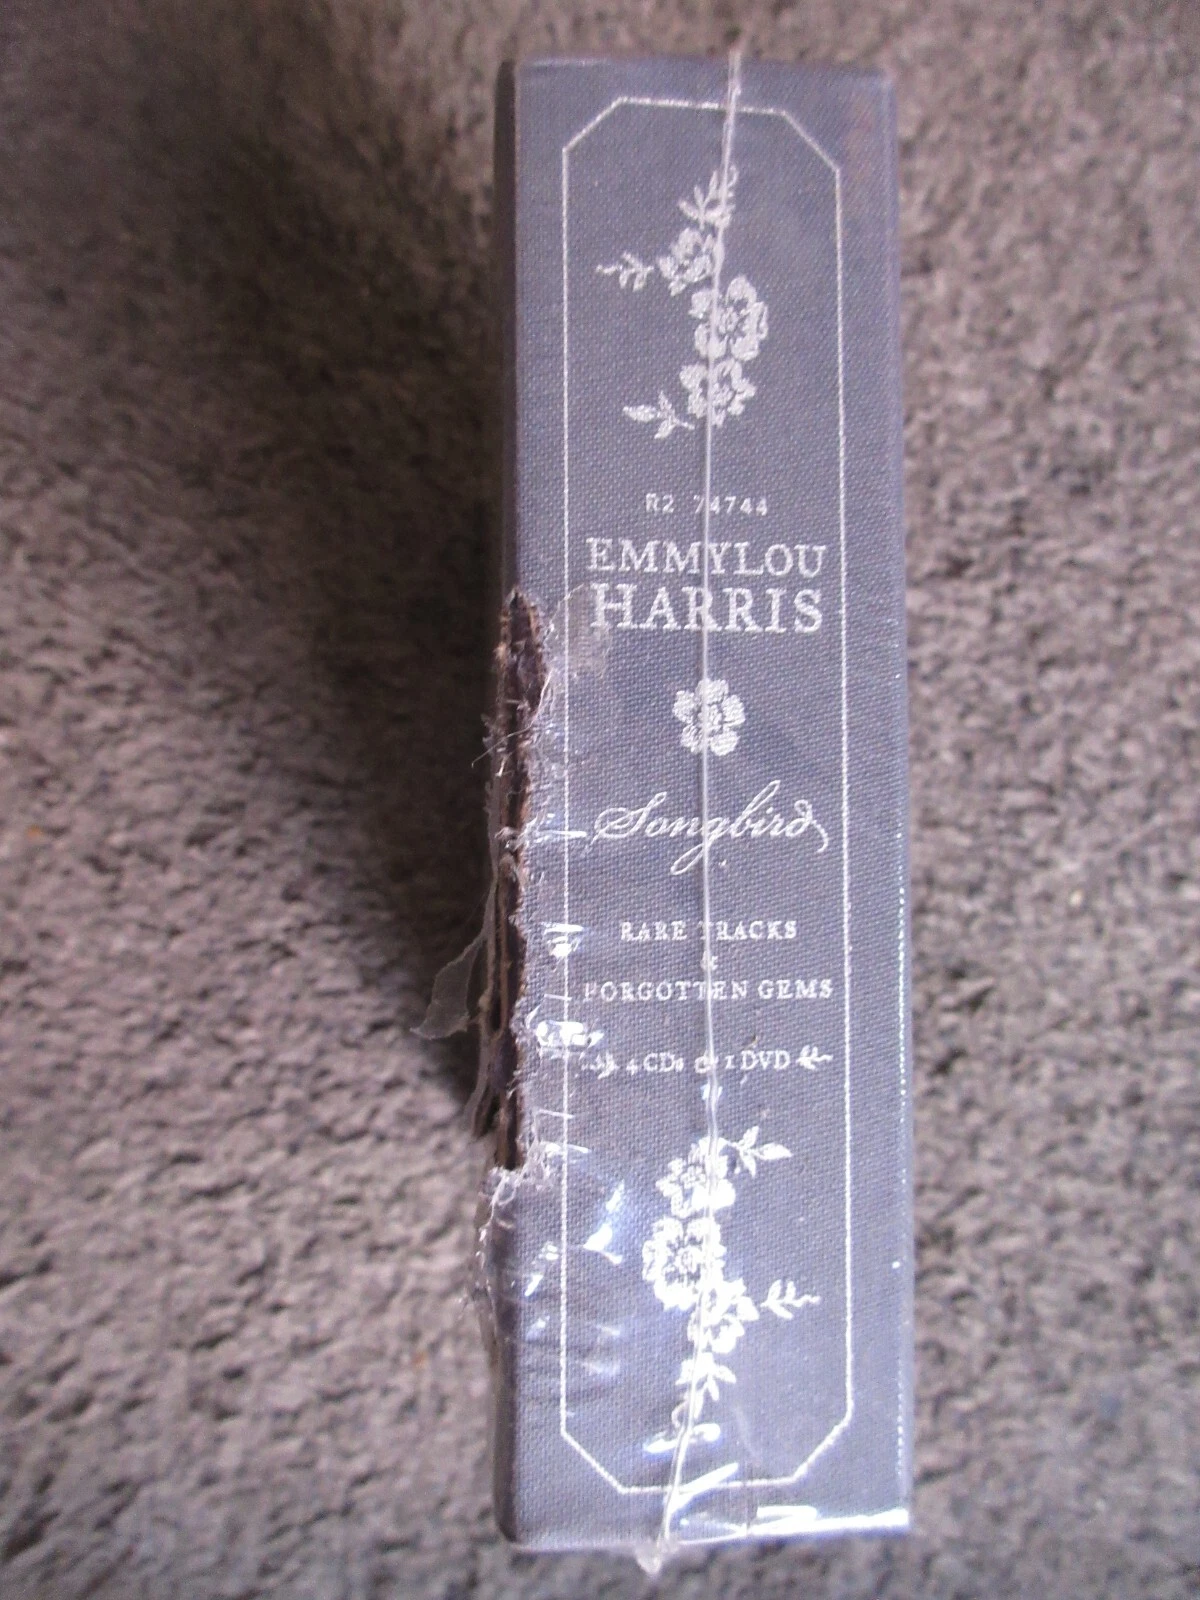 R2 74744
EMMYLOU
HARRIS
Songbird
RARE TRACKS
&
FORGOTTEN GEMS
4 CDs & 1 DVD